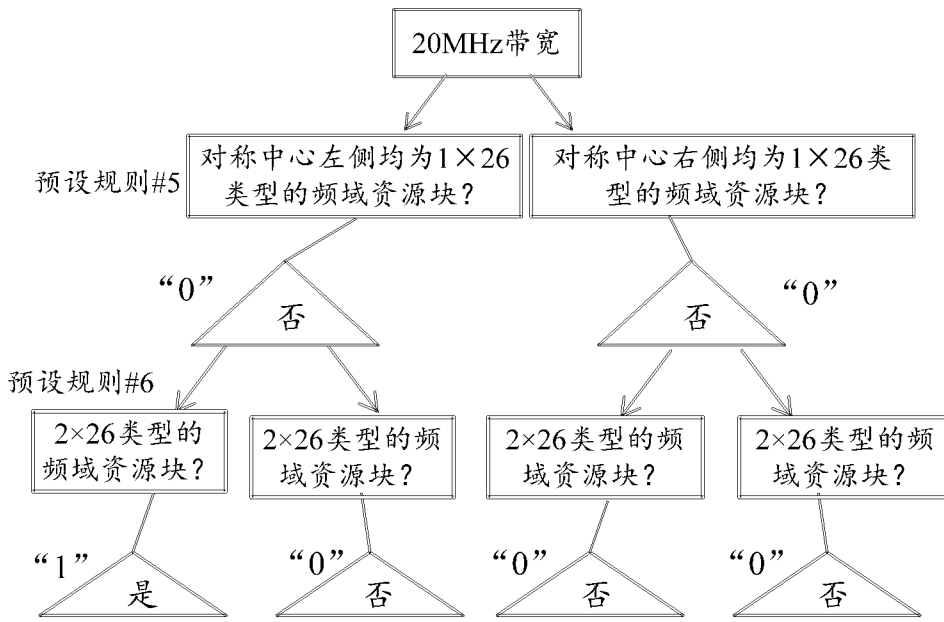 20MHz带宽
预设规则#5
对称中心左侧均为1×26
类型的频域资源块?
对称中心右侧均为1×26类
型的频域资源块?
“0”
否
否
“0”
预设规则#6
2×26类型的
频域资源块?
2×26类型的频
域资源块?
2×26类型的频
域资源块?
2×26类型的频
域资源块?
“1”
是
“0”
否
“0”
否
“0”
否